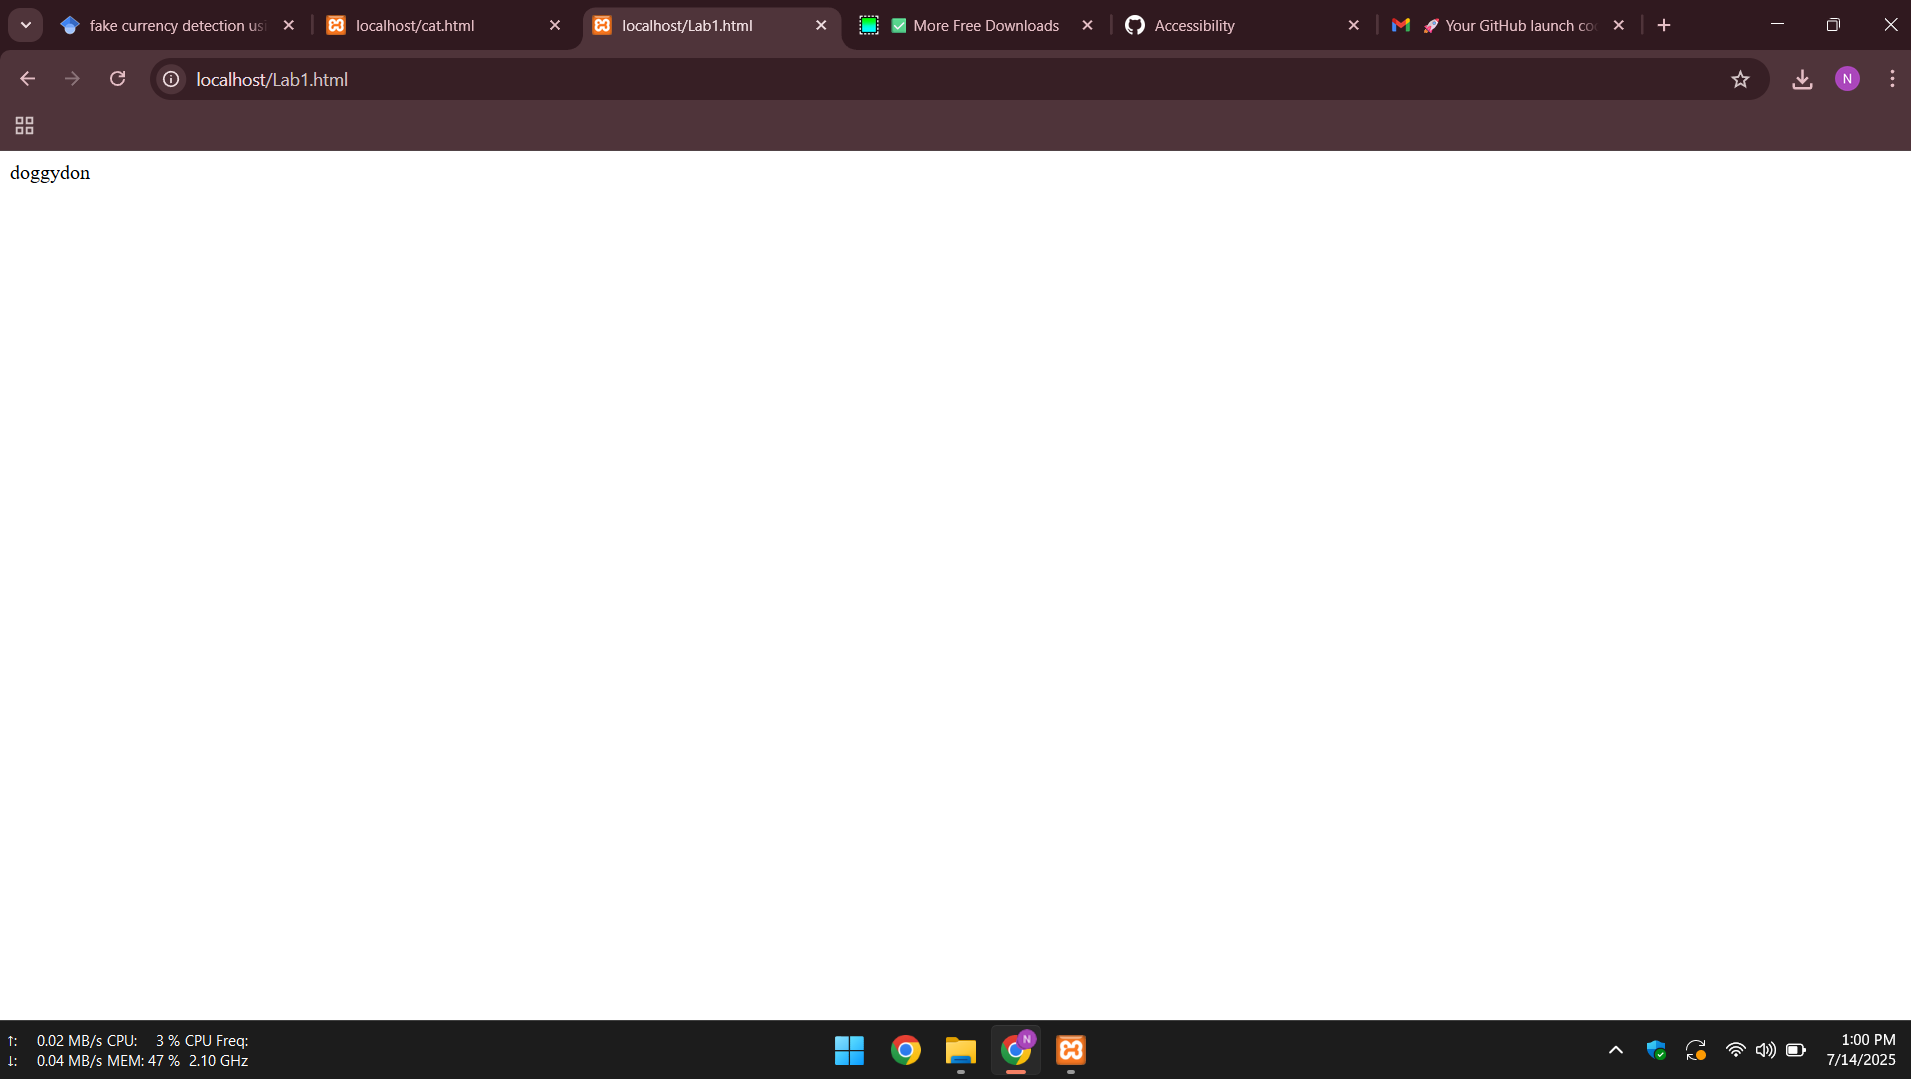 fake currency detection usi
localhost/cat.html
localhost/Lab1.html
More Free Downloads
Accessibility
Your GitHub launch co
localhost/Lab1.html
N
doggydon
0.02 MB/s CPU: 3 % CPU Freq:
0.04 MB/s MEM: 47 % 2.10 GHz
N
1:00 PM
7/14/2025